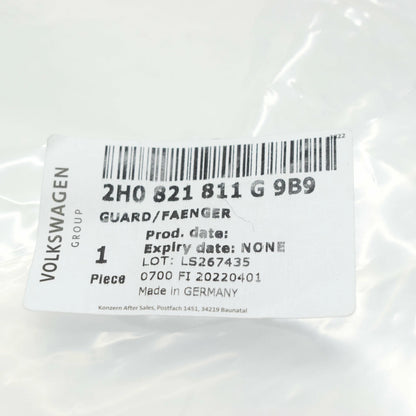 VOLKSWAGEN
GROUP
2H0 821 811 G 9B9
GUARD/FAENGER
Prod. date:
Expiry date: NONE
1
LOT: LS267435
Piece
0700 FI 20220401
Made in GERMANY
Konzern After Sales, Postfach 1451, 34219 Baunatal